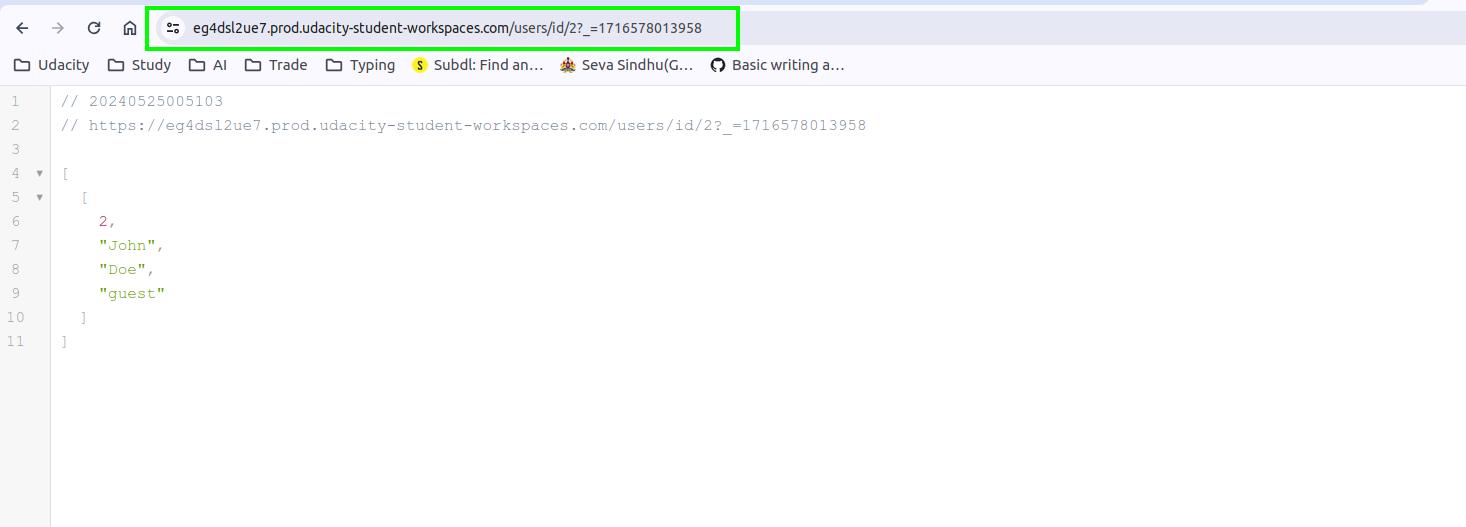 eg4dsl2ue7.prod.udacity-student-workspaces.com/users/id/2?_=1716578013958
Udacity Study AI Trade Typing S Subdl: Find an... Seva Sindhu(G... Basic writing a...
1 // 20240525005103
2 // https://eg4dsl2ue7.prod.udacity-student-workspaces.com/users/id/2?_=1716578013958
3
4 [
5 [
6 2,
7 "John",
8 "Doe",
9 "guest"
10 ]
11 ]